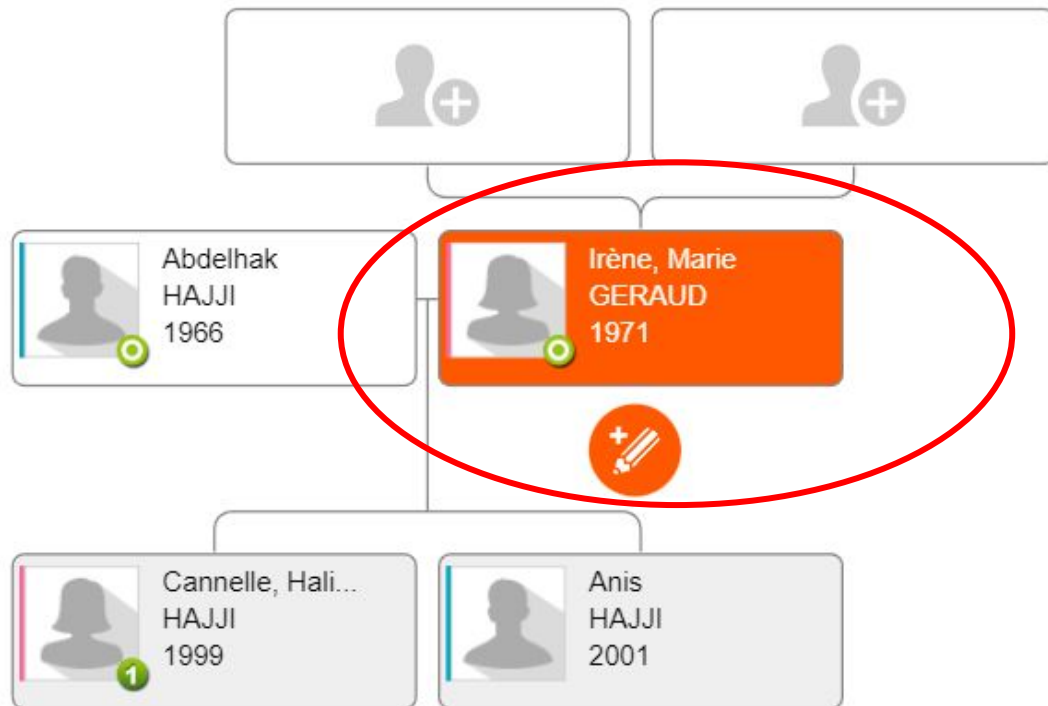 Abdelhak
HAJJI
1966
Irène, Marie
GERAUD
1971
Cannelle, Hali...
HAJJI
1999
1
Anis
HAJJI
2001